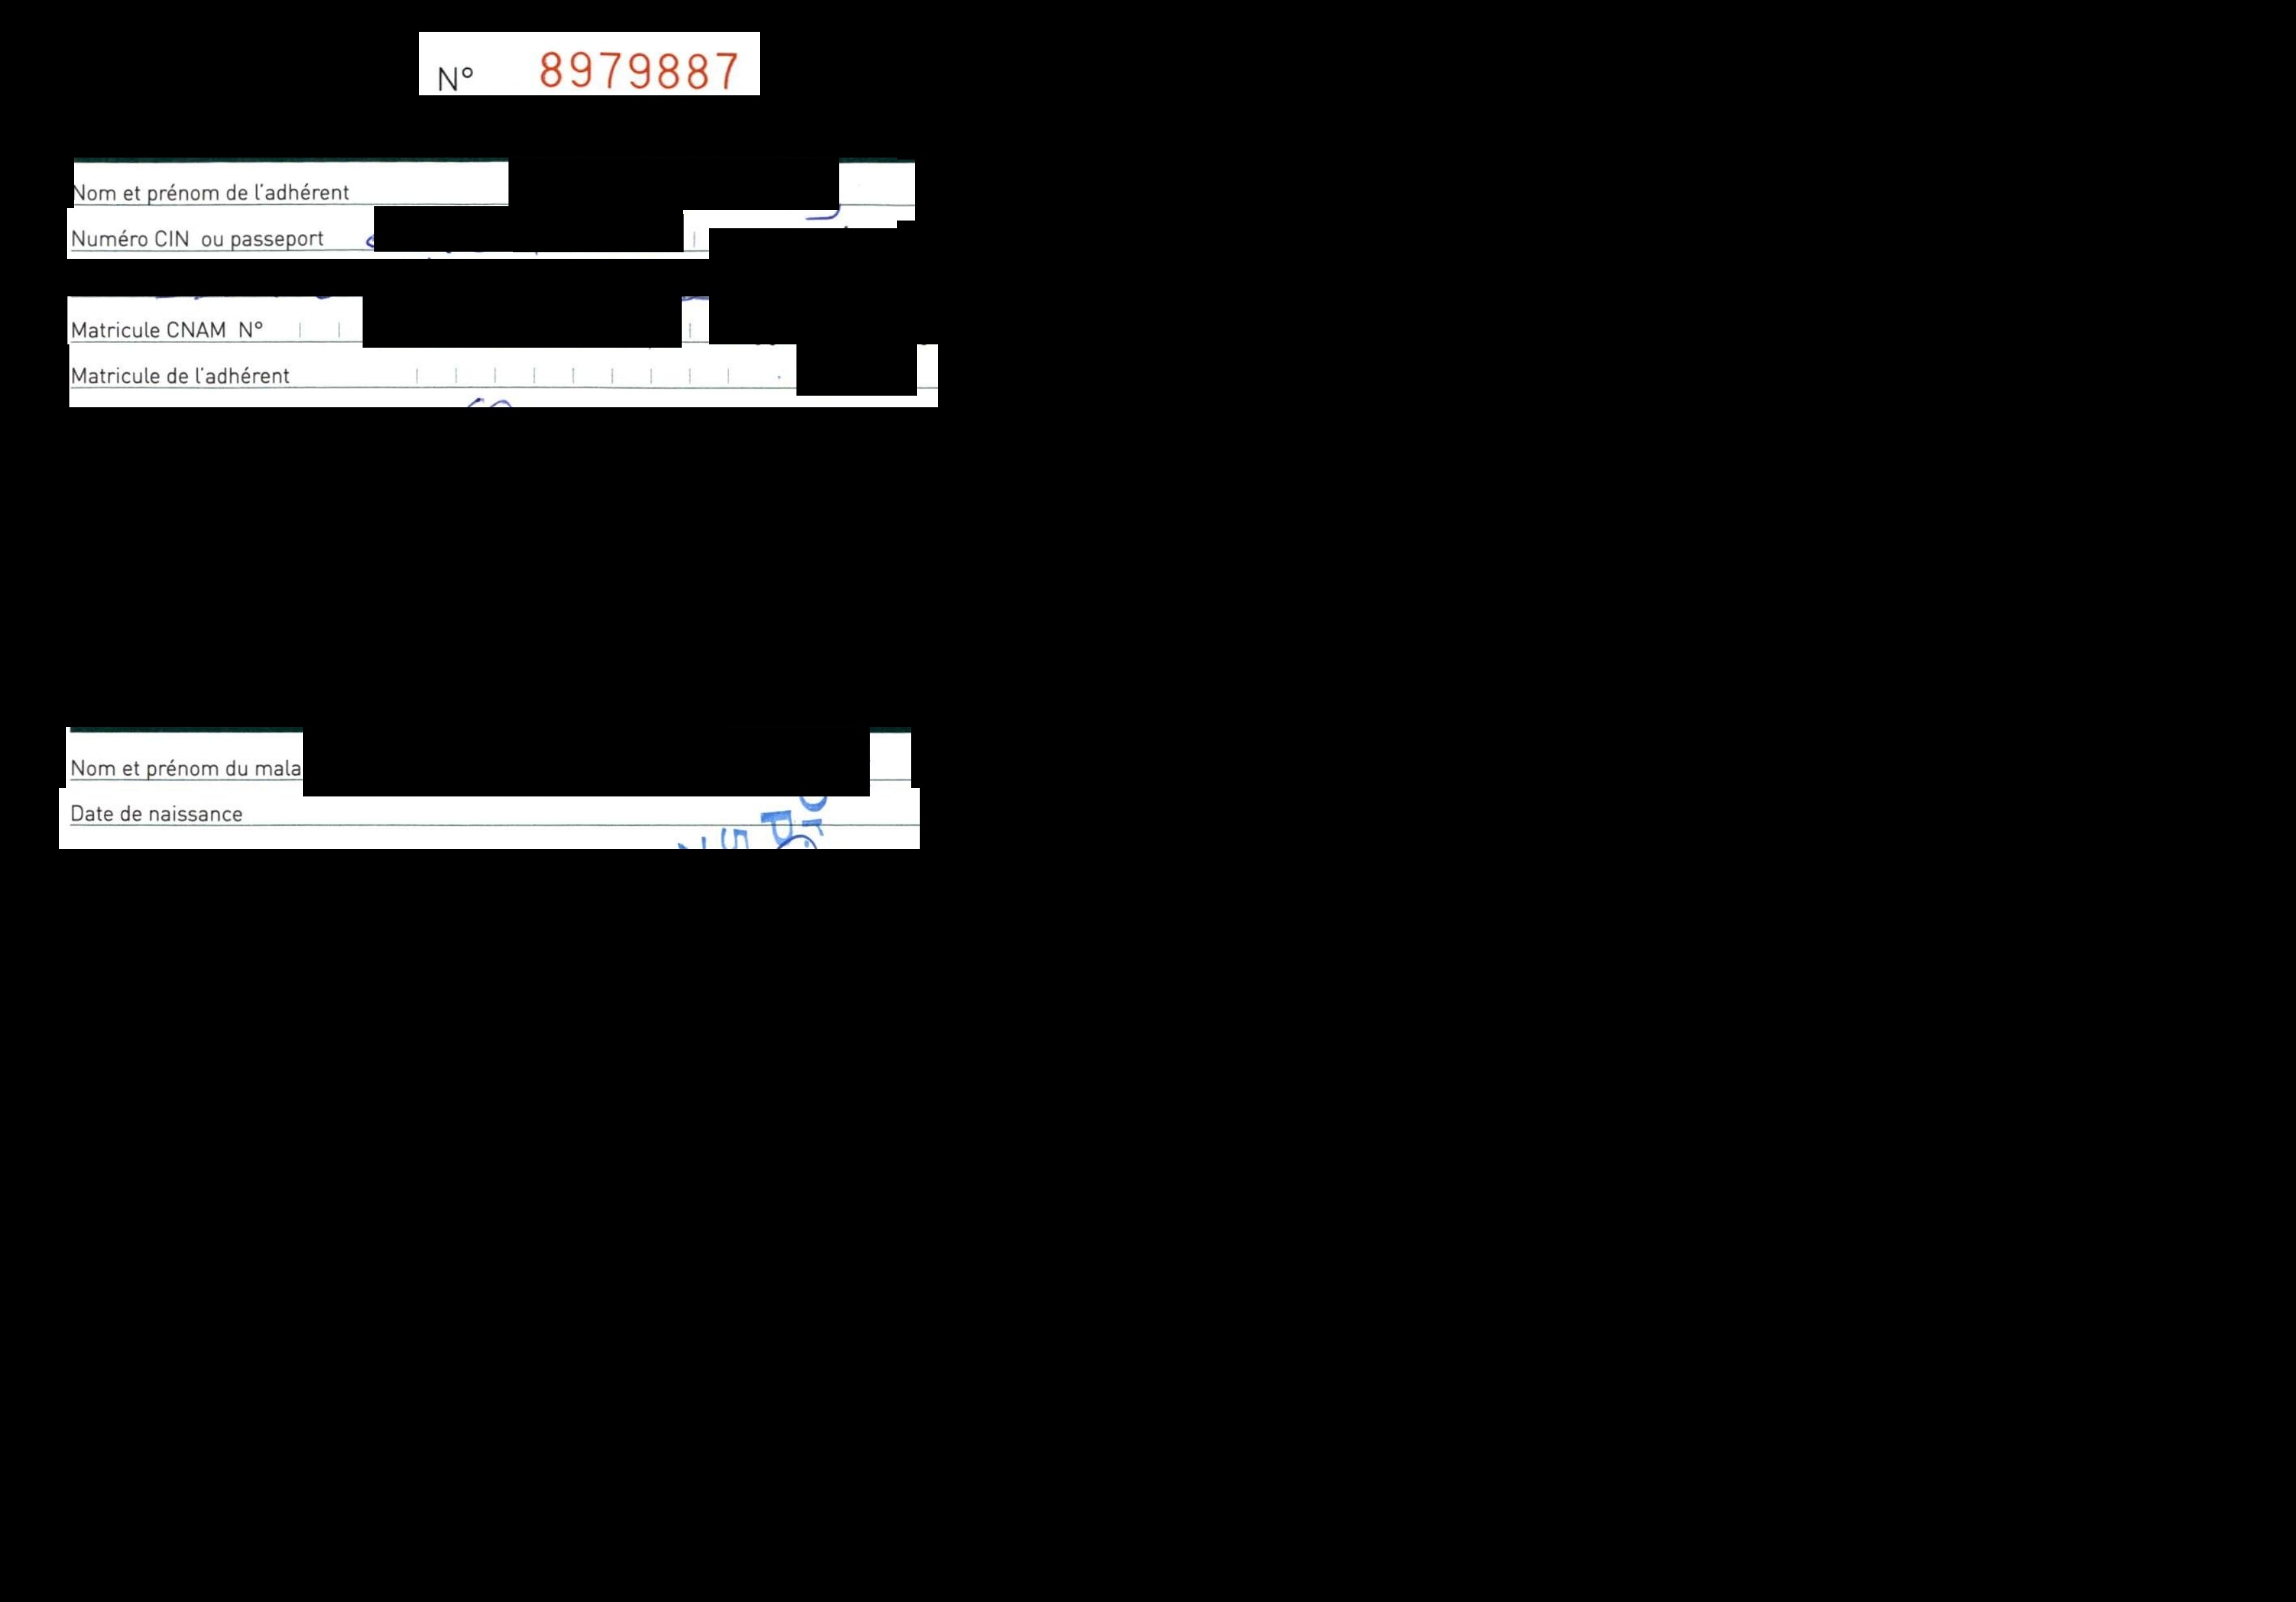 N° 8979887
Nom et prénom de l'adhérent
Numéro CIN ou passeport
Matricule CNAM N°
Matricule de l'adhérent
Nom et prénom du mala
Date de naissance